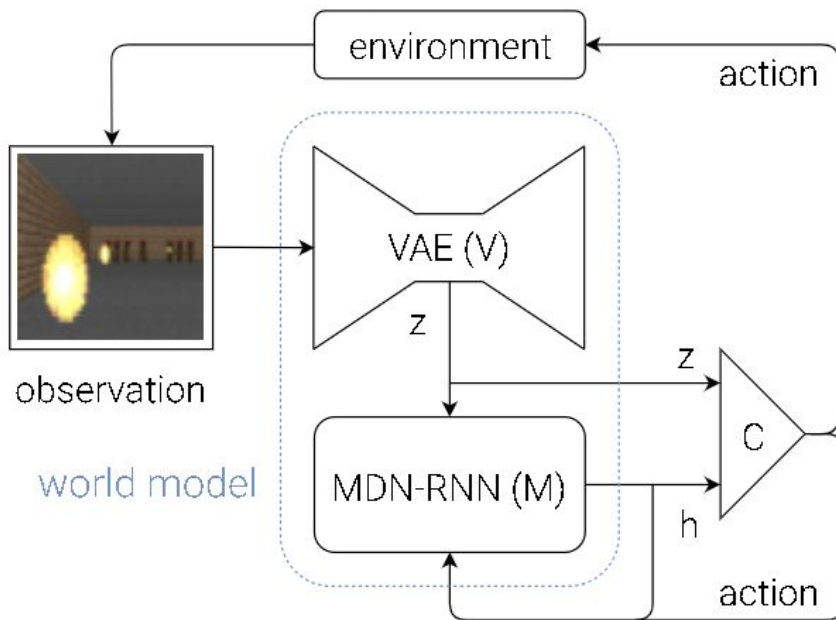 environment
action
VAE (V)
z
z
observation
C
world model
MDN-RNN (M)
h
action